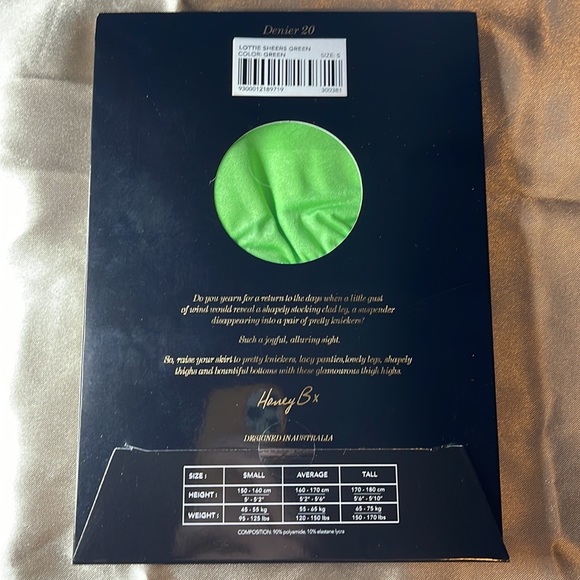 Denier 20
LOTTIE SHEERS GREEN
COLOR: GREEN SIZE: S
9300012189719 300381
Do you yearn for a return to the days when a little gust
of wind would reveal a shapely stocking clad leg, a suspender
disappearing into a pair of pretty knickers?
Such a joyful, alluring sight.
So, raise your skirt to pretty knickers, lacy panties,lovely legs, shapely
thighs and bountiful bottoms with these glamourous thigh highs.
Honey B x
DESIGNED IN AUSTRALIA
SIZE : SMALL AVERAGE TALL
HEIGHT : 150 - 160 cm 160 - 170 cm 170 - 180 cm
5' - 5'2" 5'2" - 5'6" 5'6" - 5'10"
WEIGHT : 45 - 55 kg 55 - 65 kg 65 - 75 kg
95 - 125 lbs 120 - 150 lbs 150 - 170 lbs
COMPOSITION: 90% polyamide, 10% elastane lycra